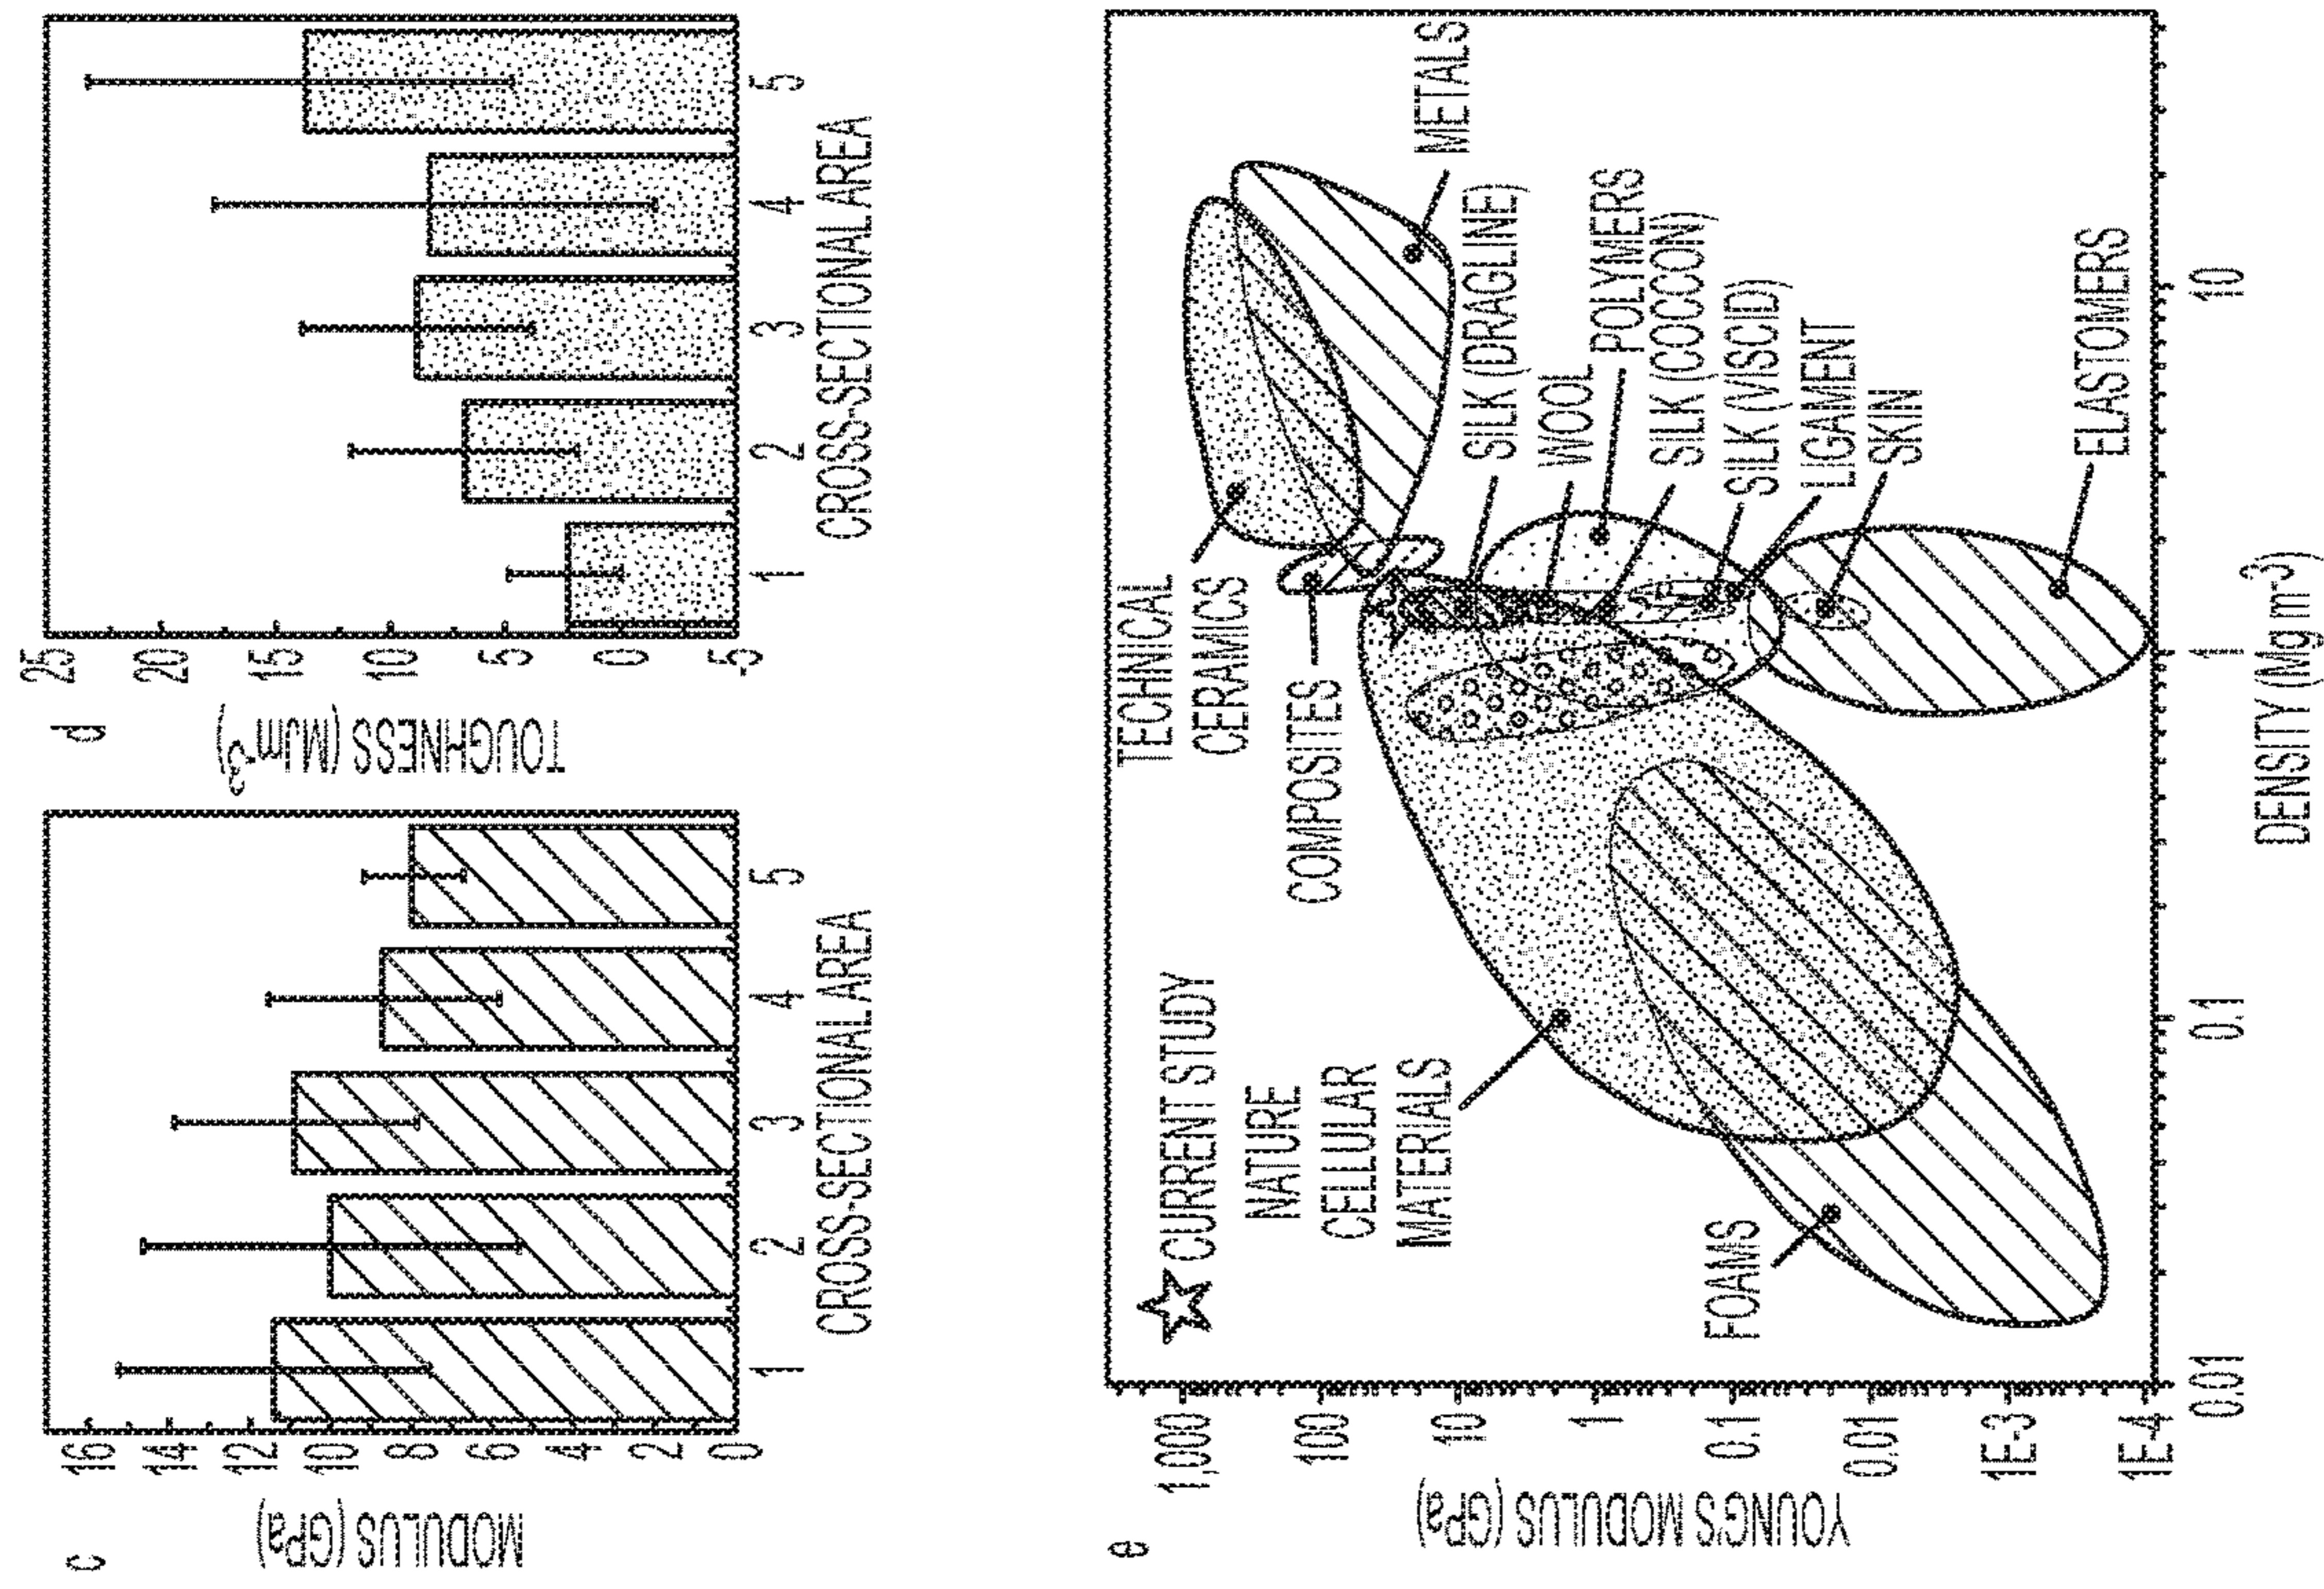 c
MODULUS (GPa)
16
14
12
10
8
6
4
2
0
1
2
3
4
5
CROSS-SECTIONAL AREA
d
TOUGHNESS (MJm-3)
25
20
15
10
5
0
-5
1
2
3
4
5
CROSS-SECTIONAL AREA
e
YOUNG'S MODULUS (GPa)
1,000
100
10
1
0.1
0.01
1E-3
1E-4
CURRENT STUDY
NATURE
CELLULAR
MATERIALS
FOAMS
TECHNICAL
CERAMICS
COMPOSITES
METALS
SILK (DRAGLINE)
WOOL
POLYMERS
SILK (COCCON)
SILK (VISCID)
LIGAMENT
SKIN
ELASTOMERS
0.01
0.1
1
10
DENSITY (Mg m-3)